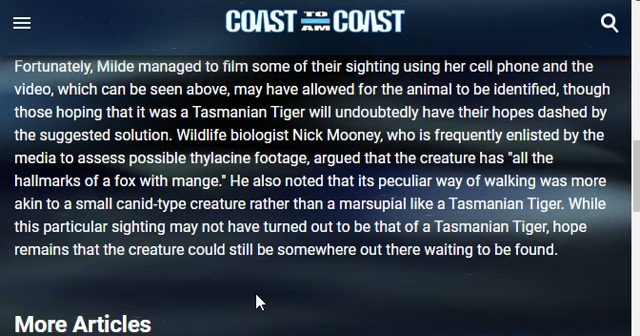 COAST TO AM COAST
Fortunately, Milde managed to film some of their sighting using her cell phone and the
video, which can be seen above, may have allowed for the animal to be identified, though
those hoping that it was a Tasmanian Tiger will undoubtedly have their hopes dashed by
the suggested solution. Wildlife biologist Nick Mooney, who is frequently enlisted by the
media to assess possible thylacine footage, argued that the creature has "all the
hallmarks of a fox with mange." He also noted that its peculiar way of walking was more
akin to a small canid-type creature rather than a marsupial like a Tasmanian Tiger. While
this particular sighting may not have turned out to be that of a Tasmanian Tiger, hope
remains that the creature could still be somewhere out there waiting to be found.
More Articles